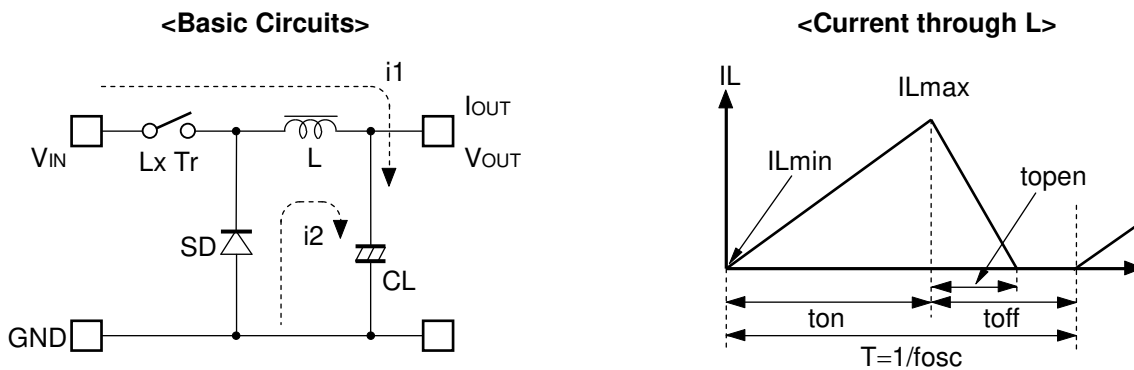 <Basic Circuits>
i1
IOUT
VIN
Lx Tr
L
VOUT
SD
i2
CL
GND
<Current through L>
IL
ILmax
ILmin
topen
ton
toff
T=1/fosc